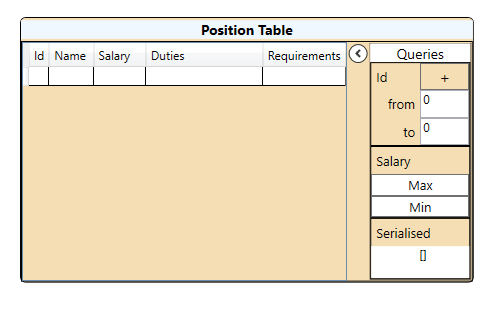 Position Table
Id Name Salary Duties Requirements
Queries
Id +
from 0
to 0
Salary
Max
Min
Serialised
[]